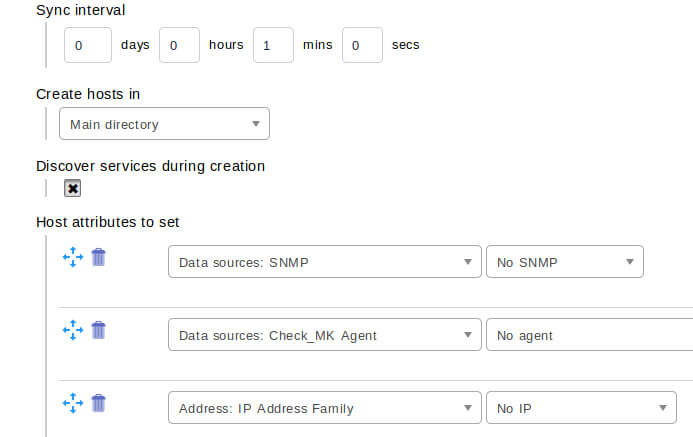 Sync interval
0 days 0 hours 1 mins 0 secs
Create hosts in
Main directory
Discover services during creation
Host attributes to set
Data sources: SNMP No SNMP
Data sources: Check_MK Agent No agent
Address: IP Address Family No IP